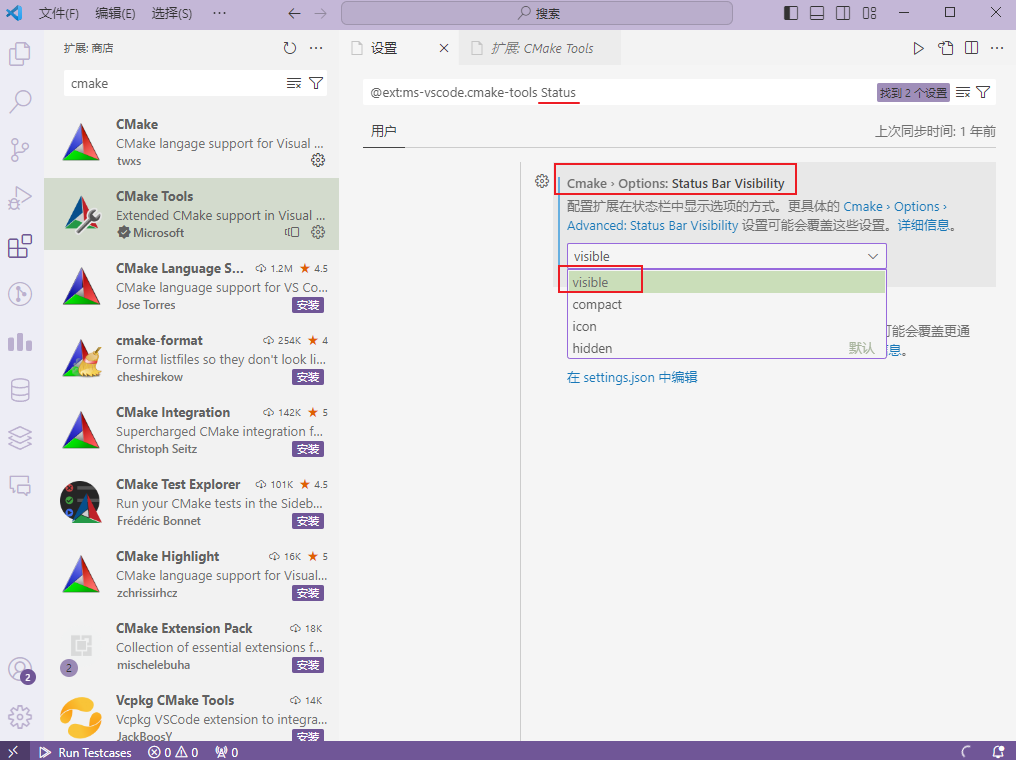 文件(F) 编辑(E) 选择(S) ··· 搜索
扩展: 商店
cmake
CMake
CMake langage support for Visual ...
twxs
CMake Tools
Extended CMake support in Visual ...
Microsoft
CMake Language S... 1.2M 4.5
CMake language support for VS Co...
Jose Torres 安装
cmake-format 254K 4
Format listfiles so they don't look li...
cheshirekow 安装
CMake Integration 142K 5
Supercharged CMake integration f...
Christoph Seitz 安装
CMake Test Explorer 101K 4.5
Run your CMake tests in the Sideb...
Frédéric Bonnet 安装
CMake Highlight 16K 5
CMake language support for Visual...
zchrissirhcz 安装
CMake Extension Pack 18K
Collection of essential extensions f...
2 mischelebuha 安装
Vcpkg CMake Tools 14K
Vcpkg VSCode extension to integra...
JackBoosY 安装
2
设置
扩展: CMake Tools
@ext:ms-vscode.cmake-tools Status 找到 2 个设置
用户 上次同步时间: 1 年前
Cmake › Options: Status Bar Visibility
配置扩展在状态栏中显示选项的方式。更具体的 Cmake › Options ›
Advanced: Status Bar Visibility 设置可能会覆盖这些设置。详细信息。
visible
visible
compact
icon
hidden 默认
可能会覆盖更通
息。
在 settings.json 中编辑
Run Testcases 0 0 0